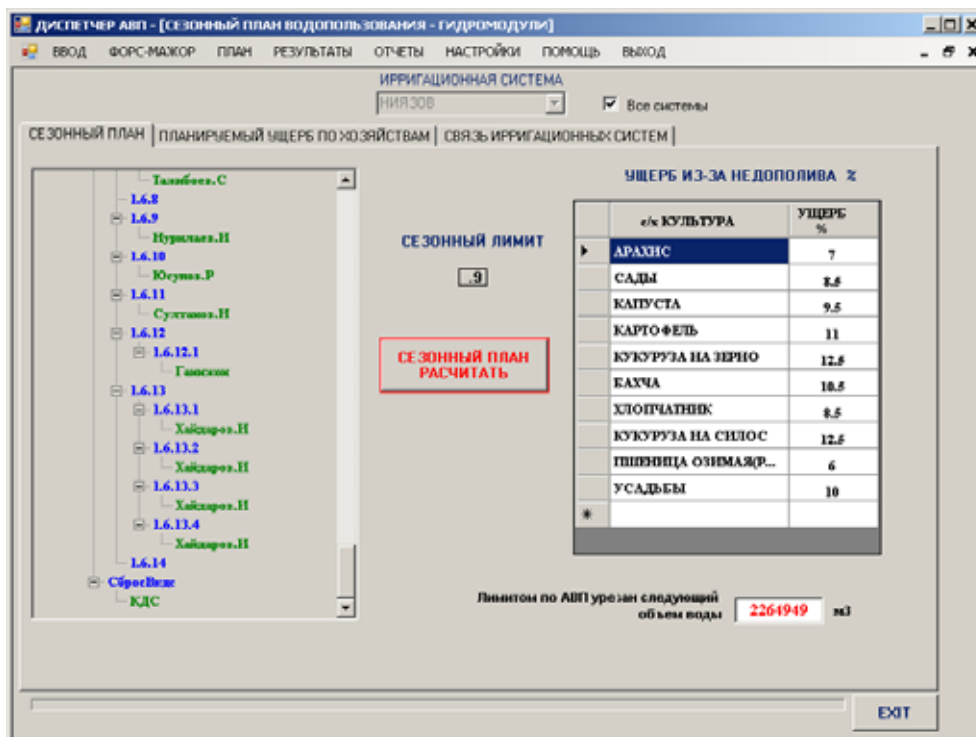 ДИСПЕТЧЕР АВП - [СЕЗОННЫЙ ПЛАН ВОДОПОЛЬЗОВАНИЯ - ГИДРОМОДУЛИ]
ВВОД ФОРС-МАЖОР ПЛАН РЕЗУЛЬТАТЫ ОТЧЕТЫ НАСТРОЙКИ ПОМОЩЬ ВЫХОД
ИРРИГАЦИОННАЯ СИСТЕМА
НИЯЗОВ Все системы
СЕЗОННЫЙ ПЛАН ПЛАНИРУЕМЫЙ УЩЕРБ ПО ХОЗЯЙСТВАМ СВЯЗЬ ИРРИГАЦИОННЫХ СИСТЕМ
Талибоев.С
1.6.8
1.6.9
1.6.10
Юсупов.Р
1.6.11
Султанов.Н
1.6.12
1.6.12.1
1.6.13
1.6.13.1
Хайдаров.Н
1.6.13.2
Хайдаров.Н
1.6.13.3
Хайдаров.Н
1.6.13.4
Хайдаров.Н
1.6.14
КДС
СЕЗОННЫЙ ЛИМИТ
.9
СЕЗОННЫЙ ПЛАН
РАСЧИТАТЬ
УЩЕРБ ИЗ-ЗА НЕДОПОЛИВА %
с/х КУЛЬТУРА УЩЕРБ %
АРАХИС 7
САДЫ 8.5
КАПУСТА 9.5
КАРТОФЕЛЬ 11
КУКУРУЗА НА ЗЕРНО 12.5
БАХЧА 10.5
ХЛОПЧАТНИК 8.5
КУКУРУЗА НА СИЛОС 12.5
ПШЕНИЦА ОЗИМАЯ(Р... 6
УСАДЬБЫ 10
Лимитом по АВП урезан следующий
объем воды 2264949 м3
EXIT